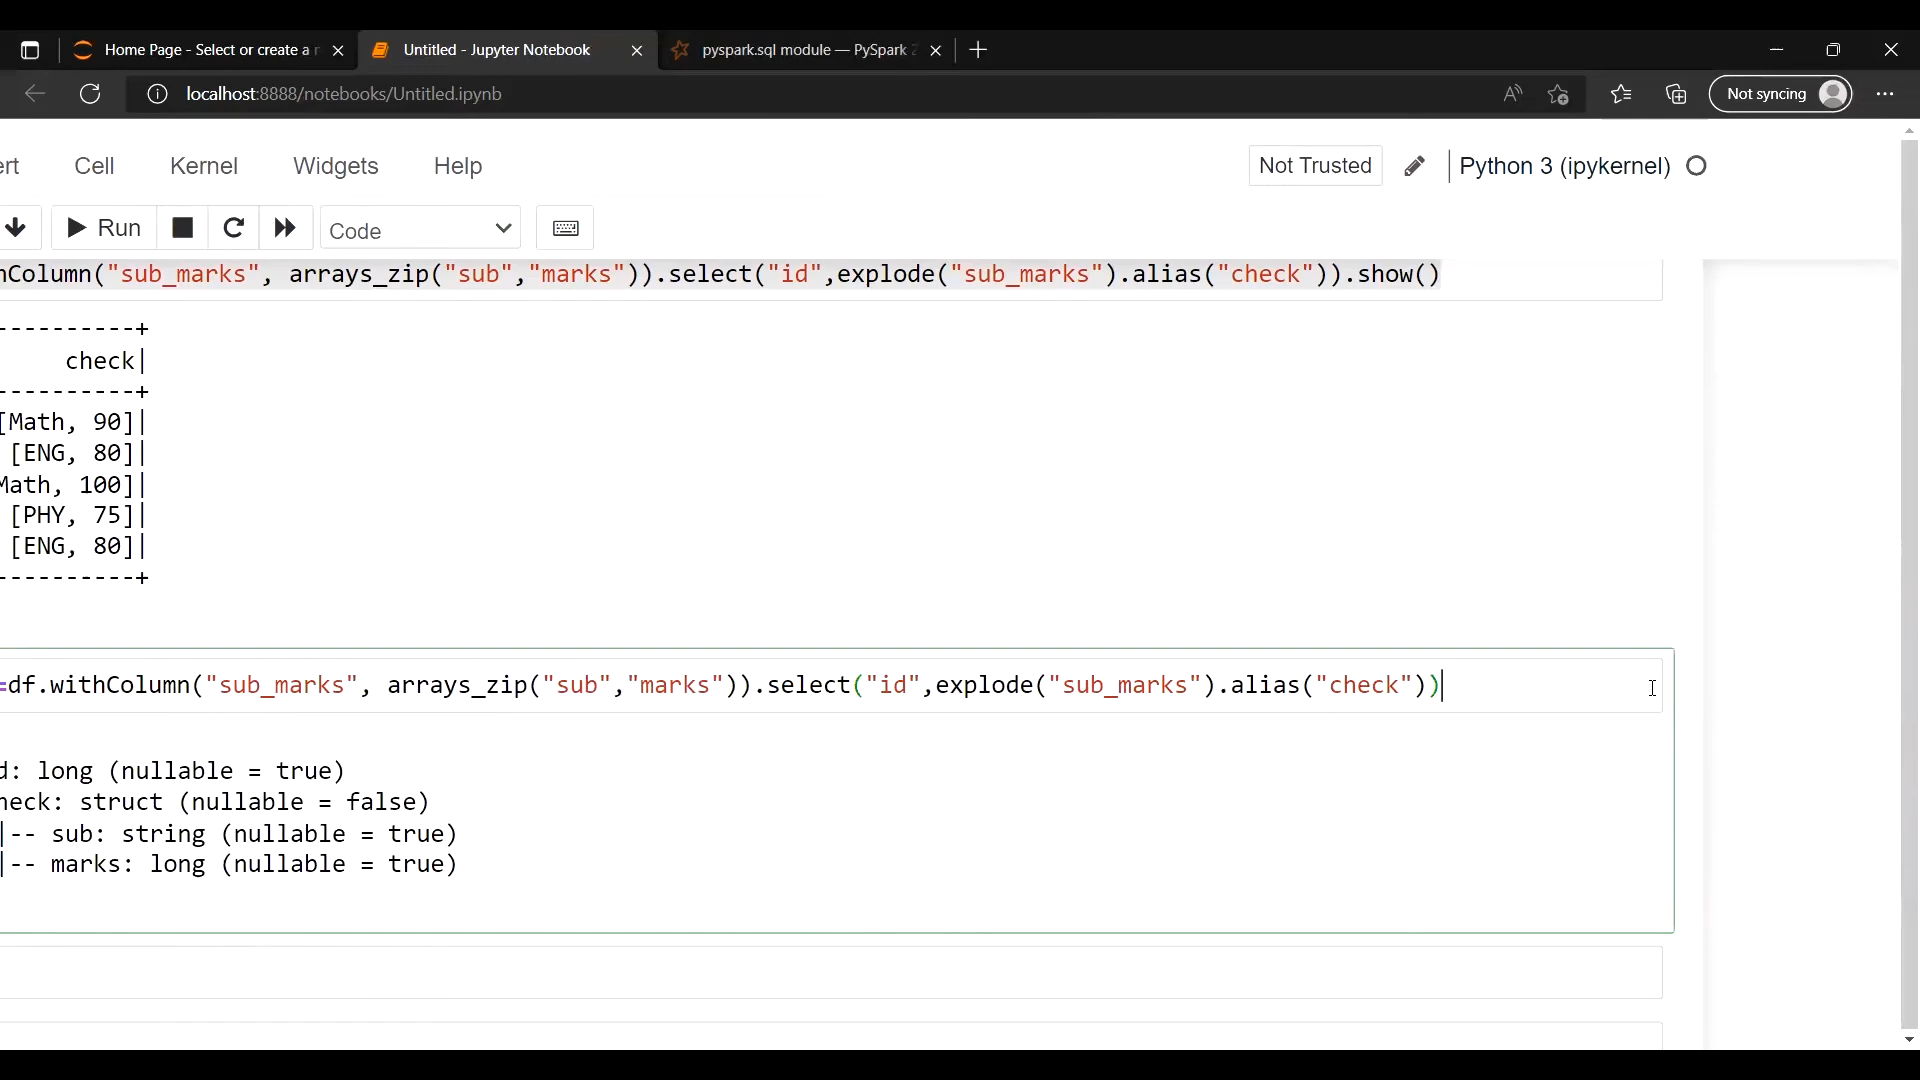 Home Page - Select or create a n
Untitled - Jupyter Notebook
pyspark.sql module — PySpark 2
localhost:8888/notebooks/Untitled.ipynb
Not syncing
ert Cell Kernel Widgets Help
Not Trusted
Python 3 (ipykernel)
Run
Code
hColumn("sub_marks", arrays_zip("sub","marks")).select("id",explode("sub_marks").alias("check")).show()
----------+
check|
----------+
[Math, 90]|
[ENG, 80]|
Math, 100]|
[PHY, 75]|
[ENG, 80]|
----------+
=df.withColumn("sub_marks", arrays_zip("sub","marks")).select("id",explode("sub_marks").alias("check"))
d: long (nullable = true)
heck: struct (nullable = false)
|-- sub: string (nullable = true)
|-- marks: long (nullable = true)